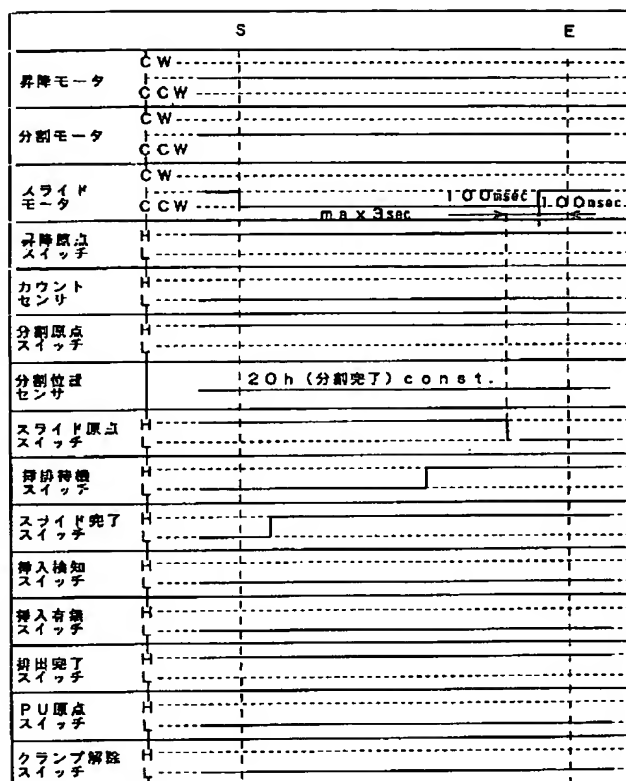 S E
昇降モータ
CW
CCW
分割モータ
CW
CCW
スライド
モータ
CW
CCW
100msec
100msec
max3sec
昇降原点
スイッチ
H
L
カウント
センサ
H
L
分割原点
スイッチ
H
L
分割位置
センサ
20h(分割完了)const.
スライド原点
スイッチ
H
L
挿排待機
スイッチ
H
L
スライド完了
スイッチ
H
L
挿入検知
スイッチ
H
L
挿入有無
スイッチ
H
L
排出完了
スイッチ
H
L
PU原点
スイッチ
H
L
クランプ解除
スイッチ
H
L